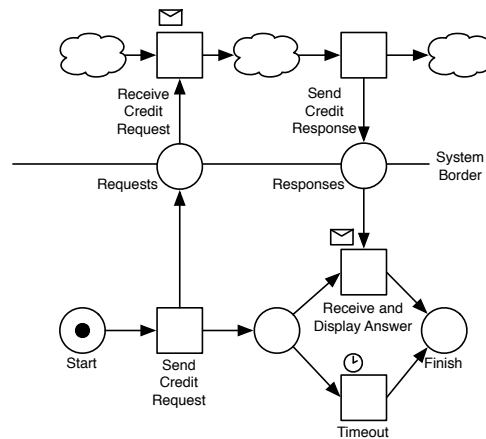 Receive
Credit
Request
Send
Credit
Response
System
Border
Requests
Responses
Start
Send
Credit
Request
Receive and
Display Answer
Finish
Timeout